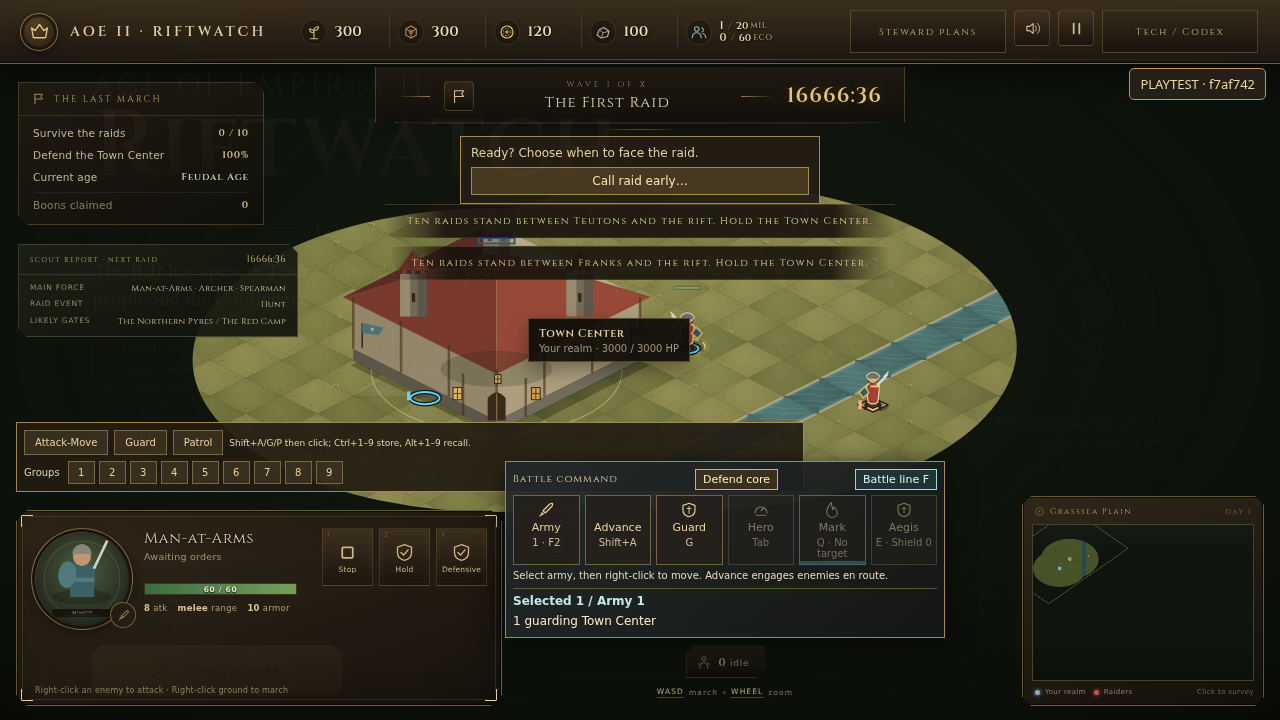 AOE II · RIFTWATCH
300
300
120
100
1 / 20 MIL
0 / 60 ECO
STEWARD PLANS
TECH / CODEX
AGE OF EMPIRES II
RIFTWATCH
THE LAST MARCH
Survive the raids 0 / 10
Defend the Town Center 100%
Current age FEUDAL AGE
Boons claimed 0
WAVE 1 OF X
THE FIRST RAID
16666:36
PLAYTEST · f7af742
Ready? Choose when to face the raid.
Call raid early…
TEN RAIDS STAND BETWEEN TEUTONS AND THE RIFT. HOLD THE TOWN CENTER.
TEN RAIDS STAND BETWEEN FRANKS AND THE RIFT. HOLD THE TOWN CENTER.
SCOUT REPORT · NEXT RAID 16666:36
MAIN FORCE MAN-AT-ARMS · ARCHER · SPEARMAN
RAID EVENT HUNT
LIKELY GATES THE NORTHERN PYRES / THE RED CAMP
TOWN CENTER
Your realm · 3000 / 3000 HP
Attack-Move Guard Patrol Shift+A/G/P then click; Ctrl+1–9 store, Alt+1–9 recall.
Groups 1 2 3 4 5 6 7 8 9
BATTLE COMMAND Defend core Battle line F
Army
1 · F2
Advance
Shift+A
Guard
G
Hero
Tab
Mark
Q · No target
Aegis
E · Shield 0
Select army, then right-click to move. Advance engages enemies en route.
Selected 1 / Army 1
1 guarding Town Center
MAN-AT-ARMS
Awaiting orders
60 / 60
8 atk melee range 10 armor
Stop
Hold
Defensive
START GAME
Right-click an enemy to attack · Right-click ground to march
0 idle
WASD march • WHEEL zoom
GRASSSEA PLAIN DAY 1
Your realm Raiders Click to survey